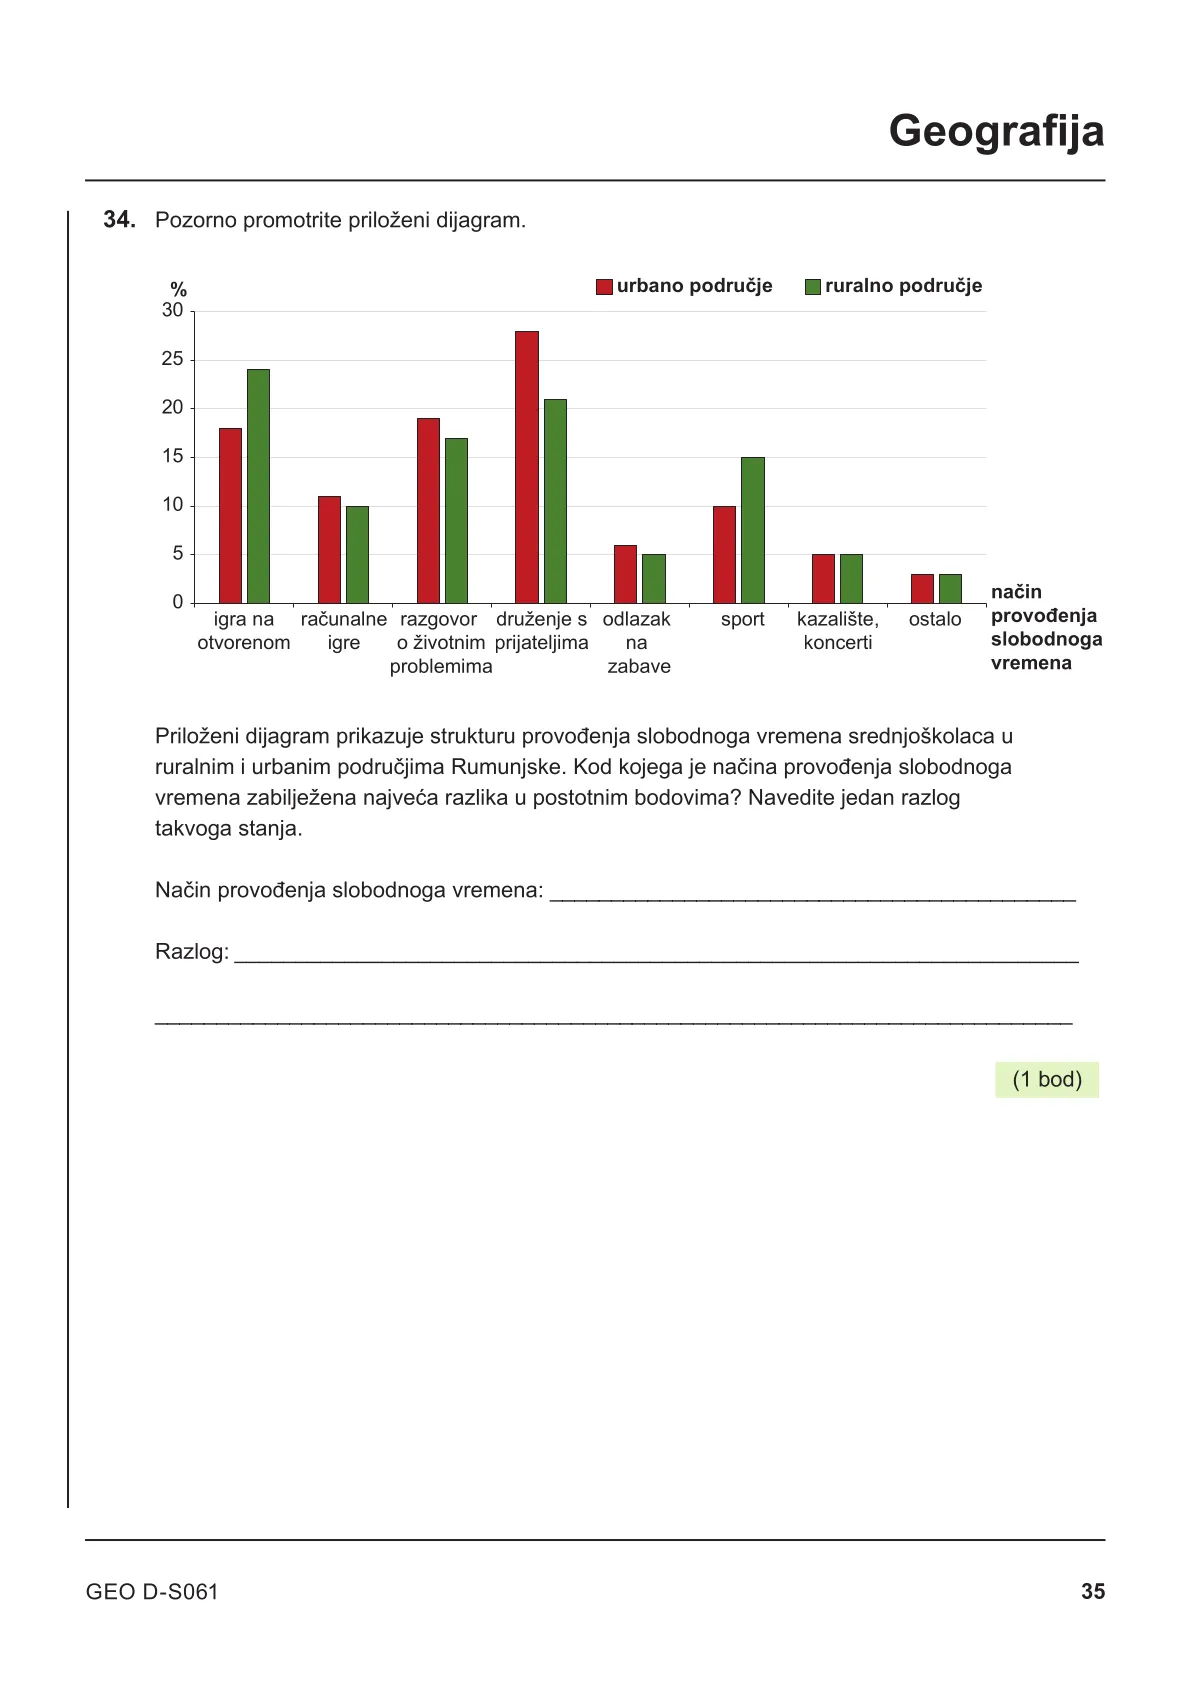 Geografija
34. Pozorno promotrite priloženi dijagram.
%
urbano područje
ruralno područje
30
25
20
15
10
5
0
igra na
otvorenom
računalne
igre
razgovor
o životnim
problemima
druženje s
prijateljima
odlazak
na
zabave
sport
kazalište,
koncerti
ostalo
način
provođenja
slobodnoga
vremena
Priloženi dijagram prikazuje strukturu provođenja slobodnoga vremena srednjoškolaca u
ruralnim i urbanim područjima Rumunjske. Kod kojega je načina provođenja slobodnoga
vremena zabilježena najveća razlika u postotnim bodovima? Navedite jedan razlog
takvoga stanja.
Način provođenja slobodnoga vremena:
Razlog:
(1 bod)
GEO D-S061
35